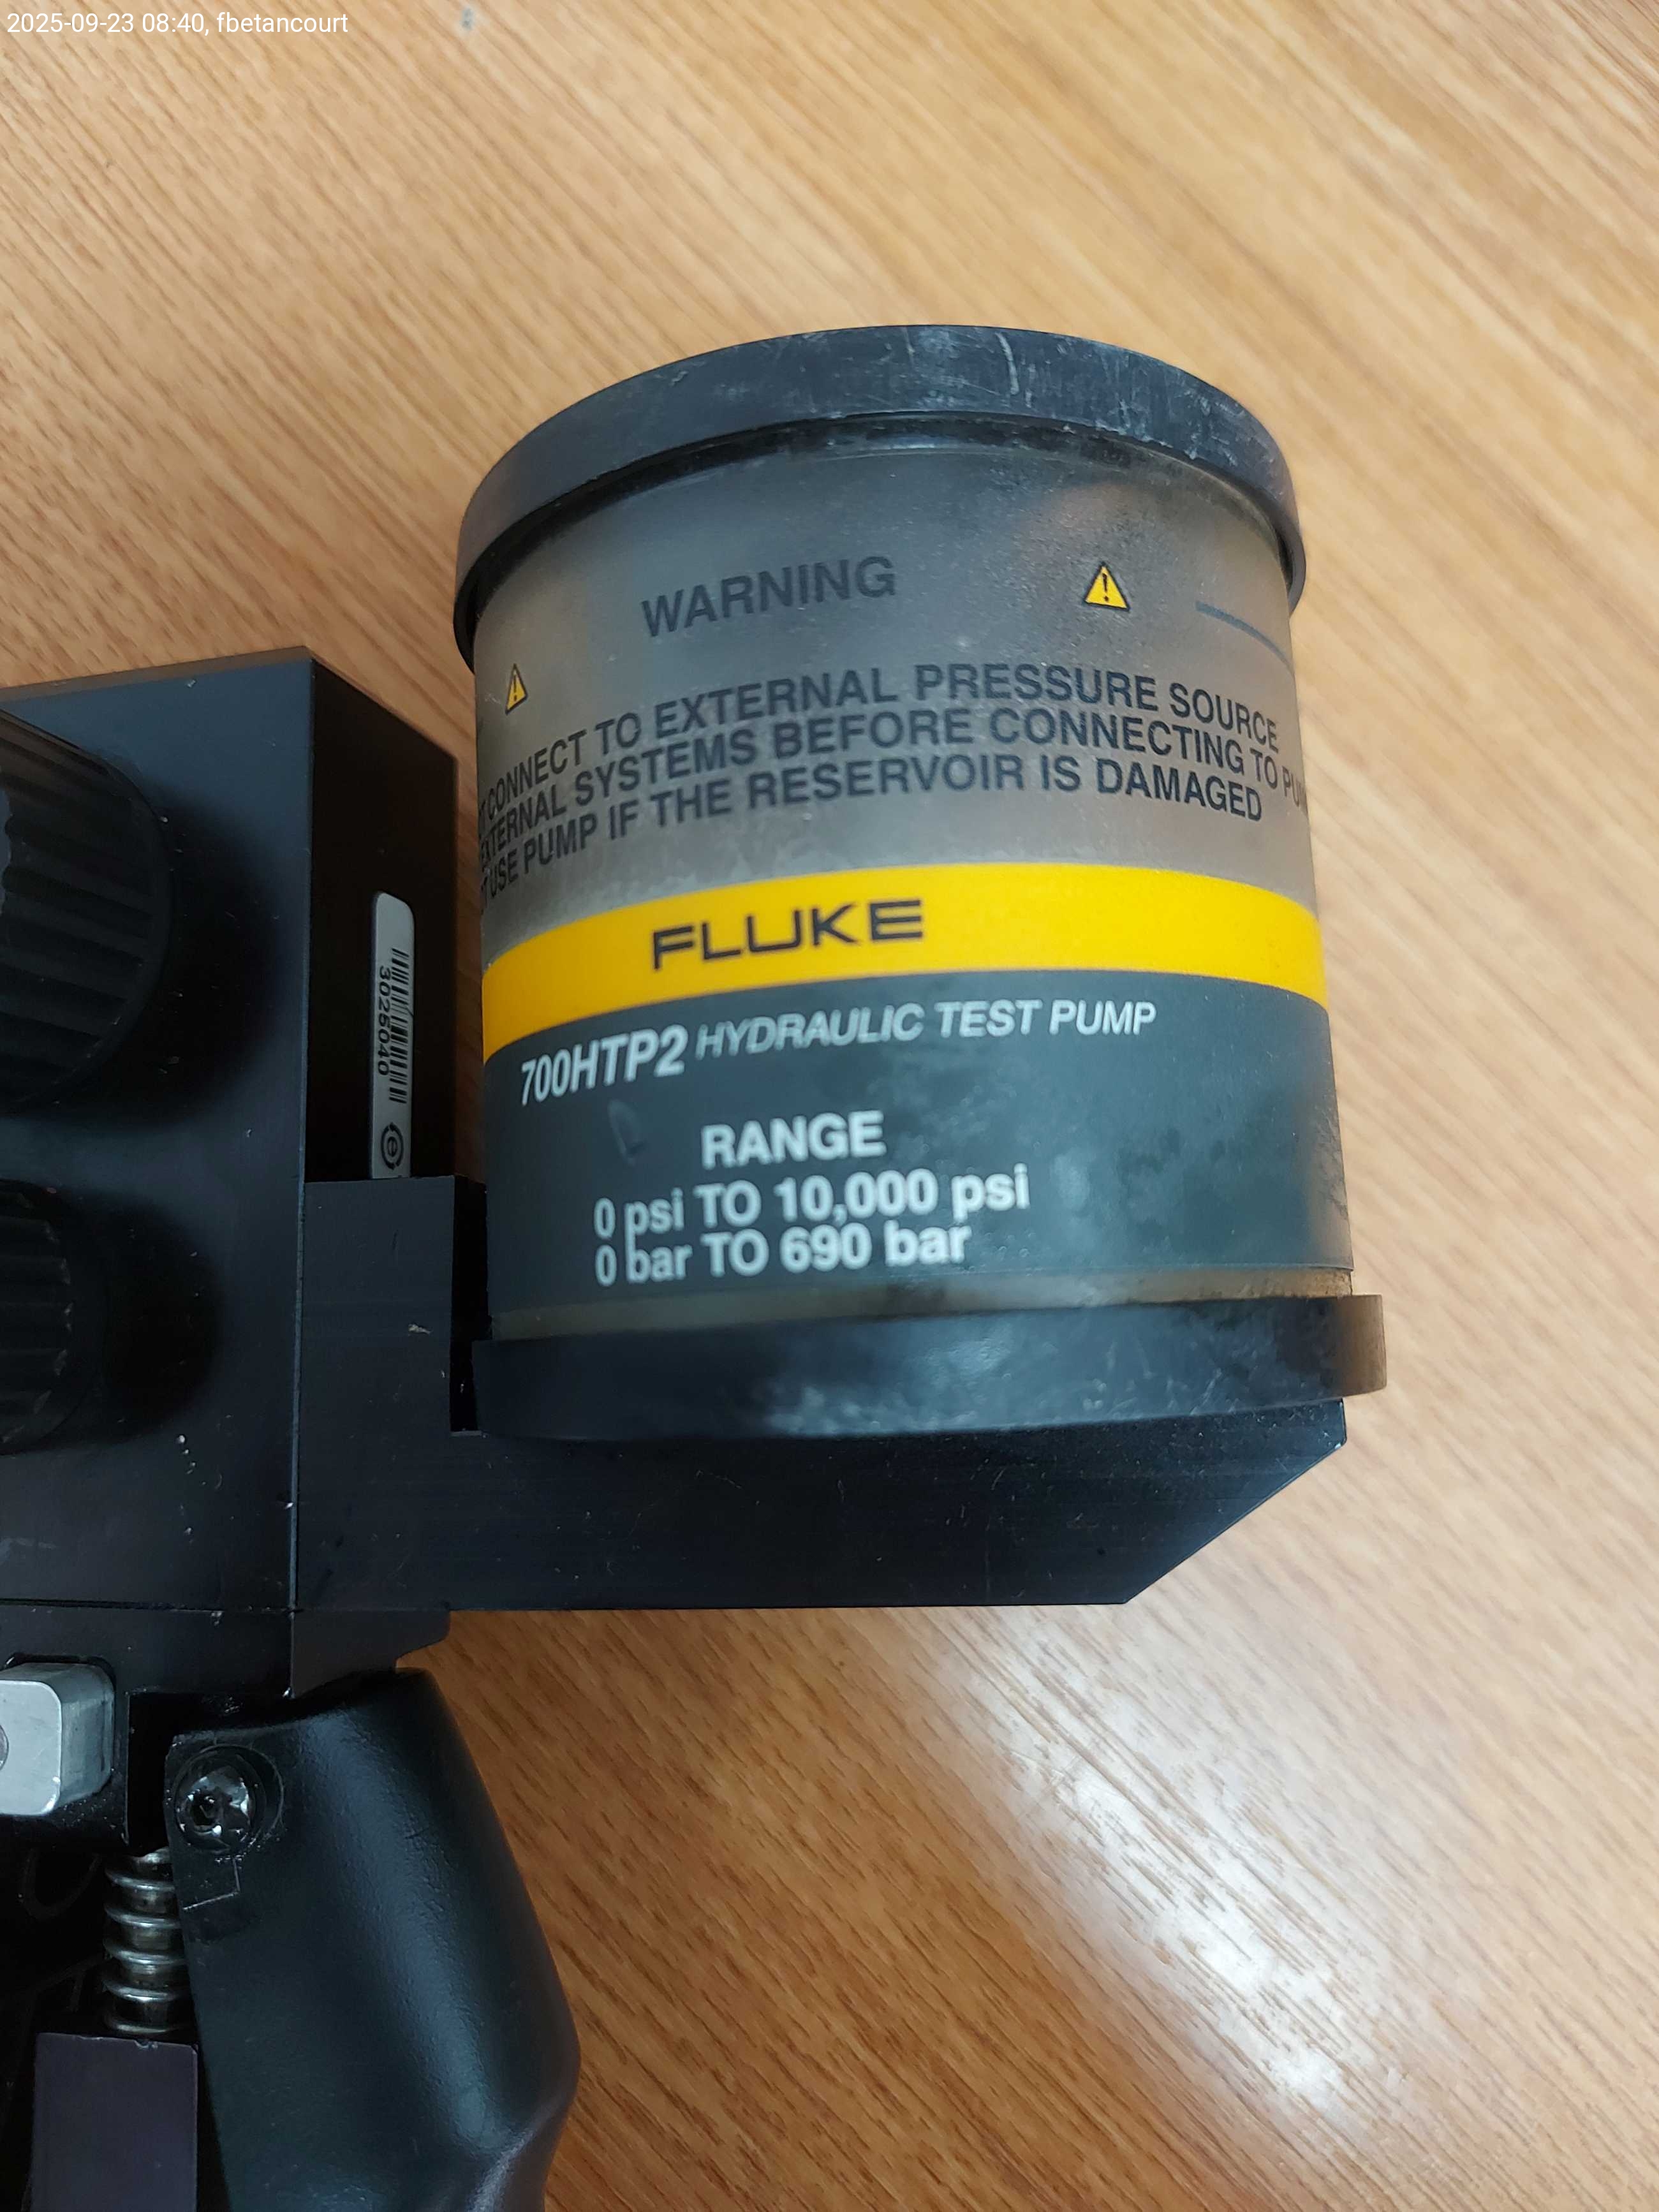 2025-09-23 08:40, fbetancourt
WARNING
CONNECT TO EXTERNAL PRESSURE SOURCE
EXTERNAL SYSTEMS BEFORE CONNECTING TO
USE PUMP IF THE RESERVOIR IS DAMAGED
FLUKE
700HTP2 HYDRAULIC TEST PUMP
RANGE
0 psi TO 10,000 psi
0 bar TO 690 bar
3025040
e